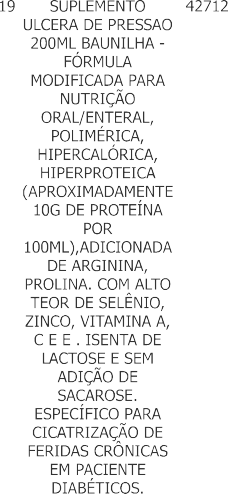 19 SUPLEMENTO 42712
ULCERA DE PRESSAO
200ML BAUNILHA -
FÓRMULA
MODIFICADA PARA
NUTRIÇÃO
ORAL/ENTERAL,
POLIMÉRICA,
HIPERCALÓRICA,
HIPERPROTEICA
(APROXIMADAMENTE
10G DE PROTEÍNA
POR
100ML),ADICIONADA
DE ARGININA,
PROLINA. COM ALTO
TEOR DE SELÊNIO,
ZINCO, VITAMINA A,
C E E . ISENTA DE
LACTOSE E SEM
ADIÇÃO DE
SACAROSE.
ESPECÍFICO PARA
CICATRIZAÇÃO DE
FERIDAS CRÔNICAS
EM PACIENTE
DIABÉTICOS.